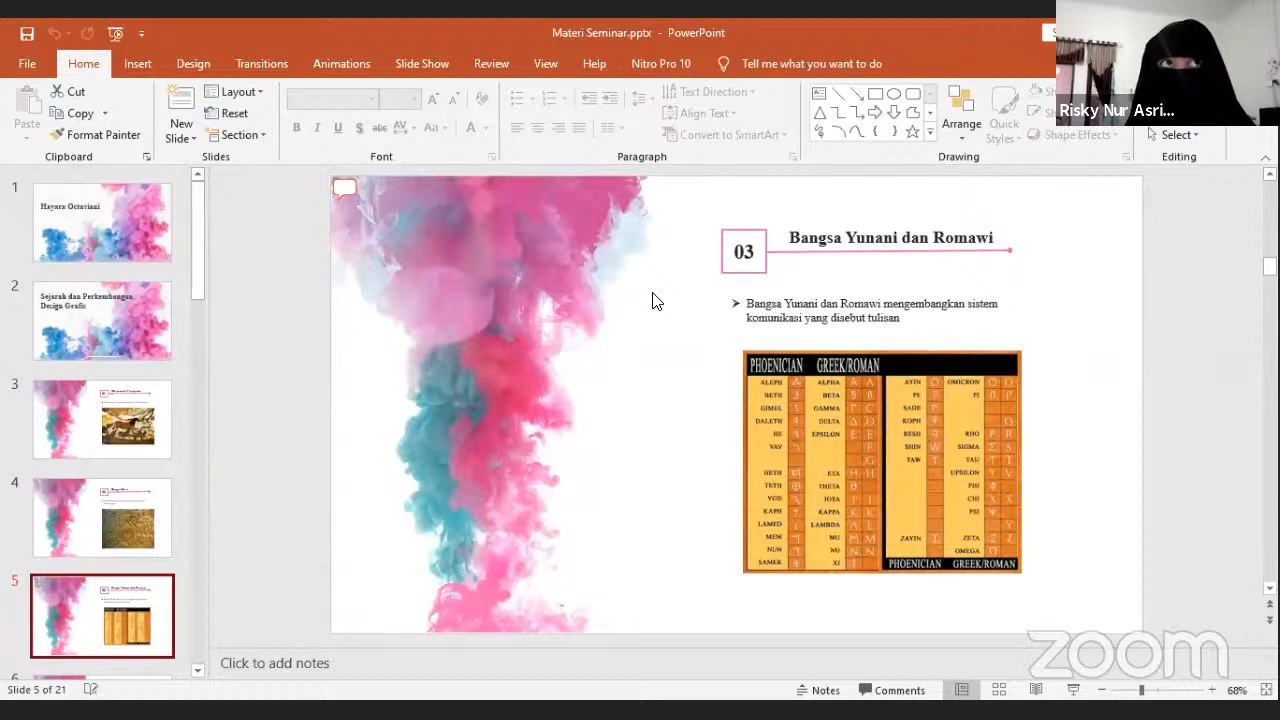 Materi Seminar.pptx - PowerPoint
File Home Insert Design Transitions Animations Slide Show Review View Help Nitro Pro 10 Tell me what you want to do
Risky Nur Asri...
Paste
Cut
Copy
Format Painter
Clipboard
New Slide
Layout
Reset
Section
Slides
Font
Text Direction
Align Text
Convert to SmartArt
Paragraph
Arrange
Quick Styles
Shape Effects
Drawing
Select
Editing
1
Hayara Octaviani
2
Sejarah dan Perkembangan
Design Grafis
3
4
5
03
Bangsa Yunani dan Romawi
Bangsa Yunani dan Romawi mengembangkan sistem
komunikasi yang disebut tulisan
PHOENICIAN GREEK/ROMAN
ALEPH ALPHA AYIN OMICRON
BETH BETA PE PI
GIMEL GAMMA SADE
DALETH DELTA KOPH
HE EPSILON RESH RHO
VAV SHIN SIGMA
TAW TAU
HETH ETA UPSILON
TETH THETA PHI
YOD IOTA CHI
KAPH KAPPA PSI
LAMED LAMBDA
MEM MU ZAYIN ZETA
NUN NU OMEGA
SAMEK XI PHOENICIAN GREEK/ROMAN
Click to add notes
zoom
Slide 5 of 21
Notes
Comments
68%